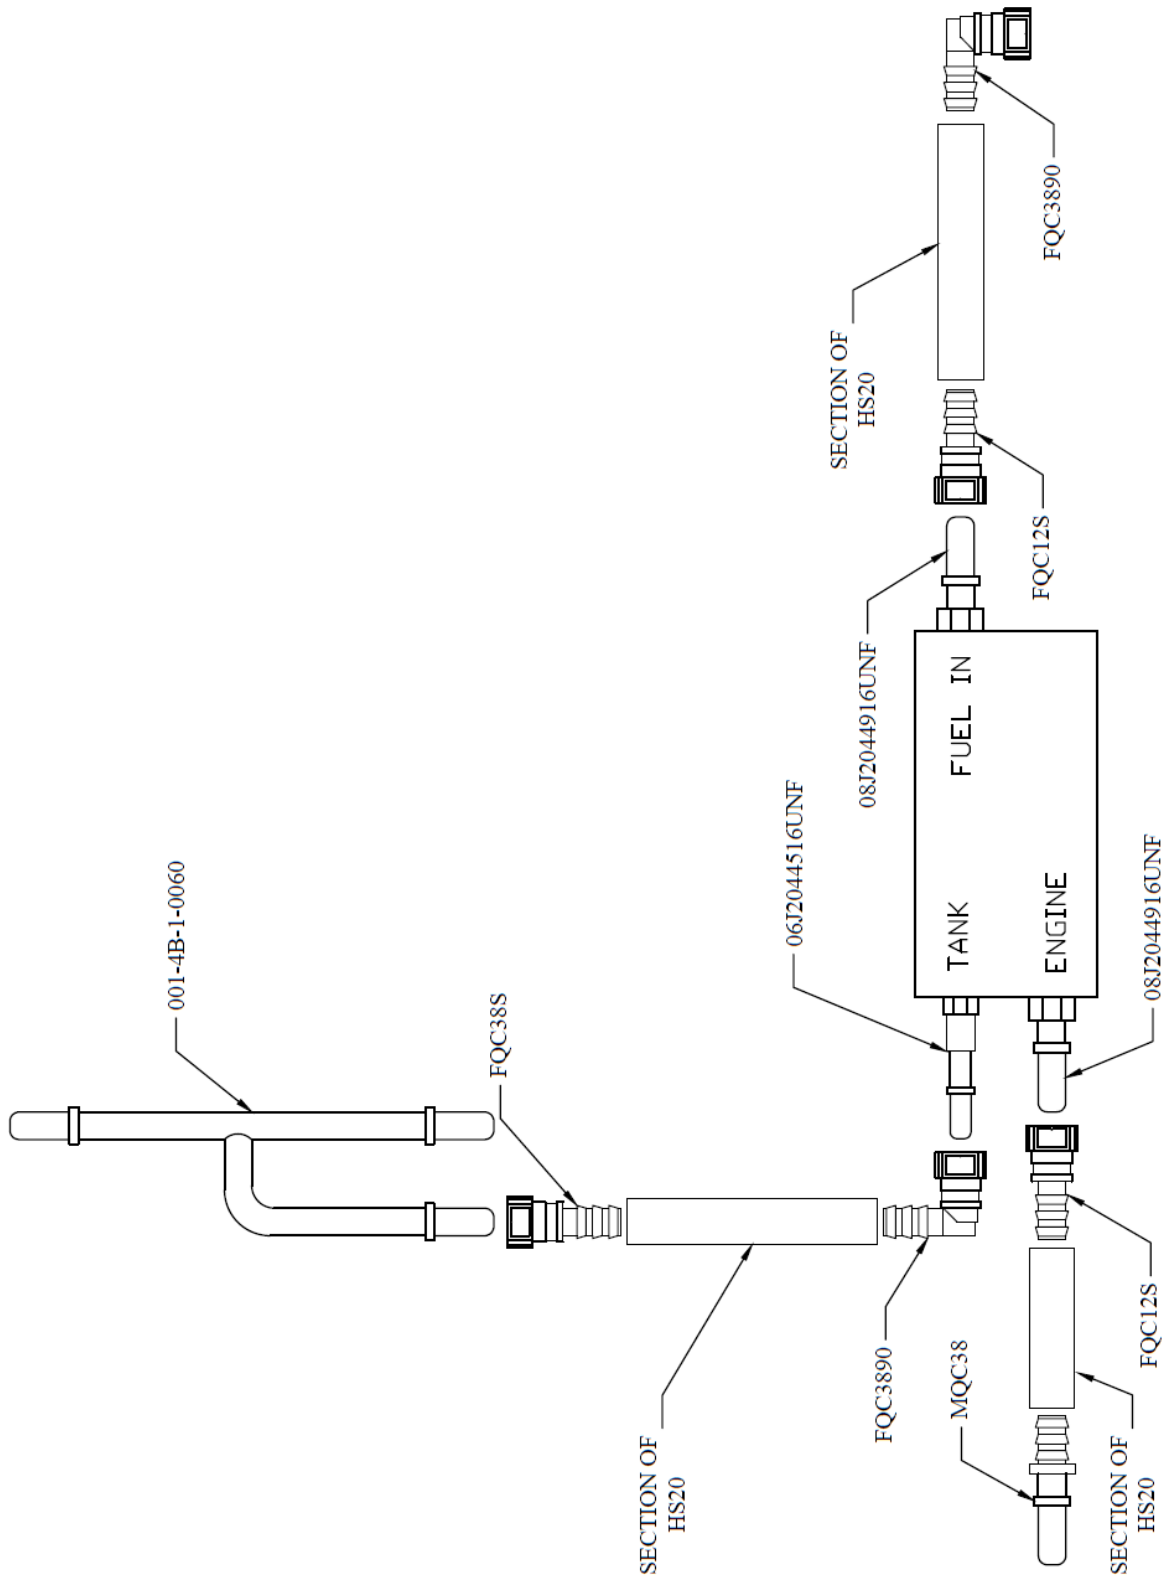 001-4B-1-0060
FQC38S
SECTION OF
HS20
FQC3890
06J2044516UNF
TANK
ENGINE
FUEL IN
08J2044916UNF
FQC12S
SECTION OF
HS20
FQC3890
MQC38
SECTION OF
HS20
FQC12S
08J2044916UNF